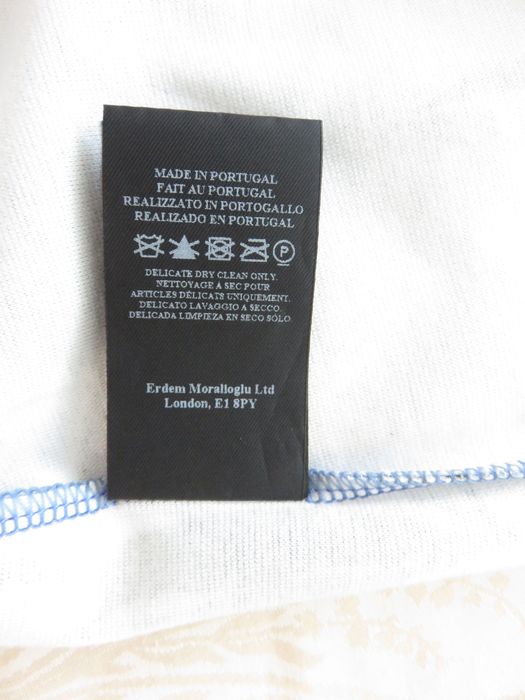 MADE IN PORTUGAL
FAIT AU PORTUGAL
REALIZZATO IN PORTOGALLO
REALIZADO EN PORTUGAL
P
DELICATE DRY CLEAN ONLY.
NETTOYAGE A SEC POUR
ARTICLES DÉLICATS UNIQUEMENT.
DELICATO LAVAGGIO A SECCO.
DELICADA LIMPIEZA EN SECO SÓLO.
Erdem Moralioglu Ltd
London, E1 8PY